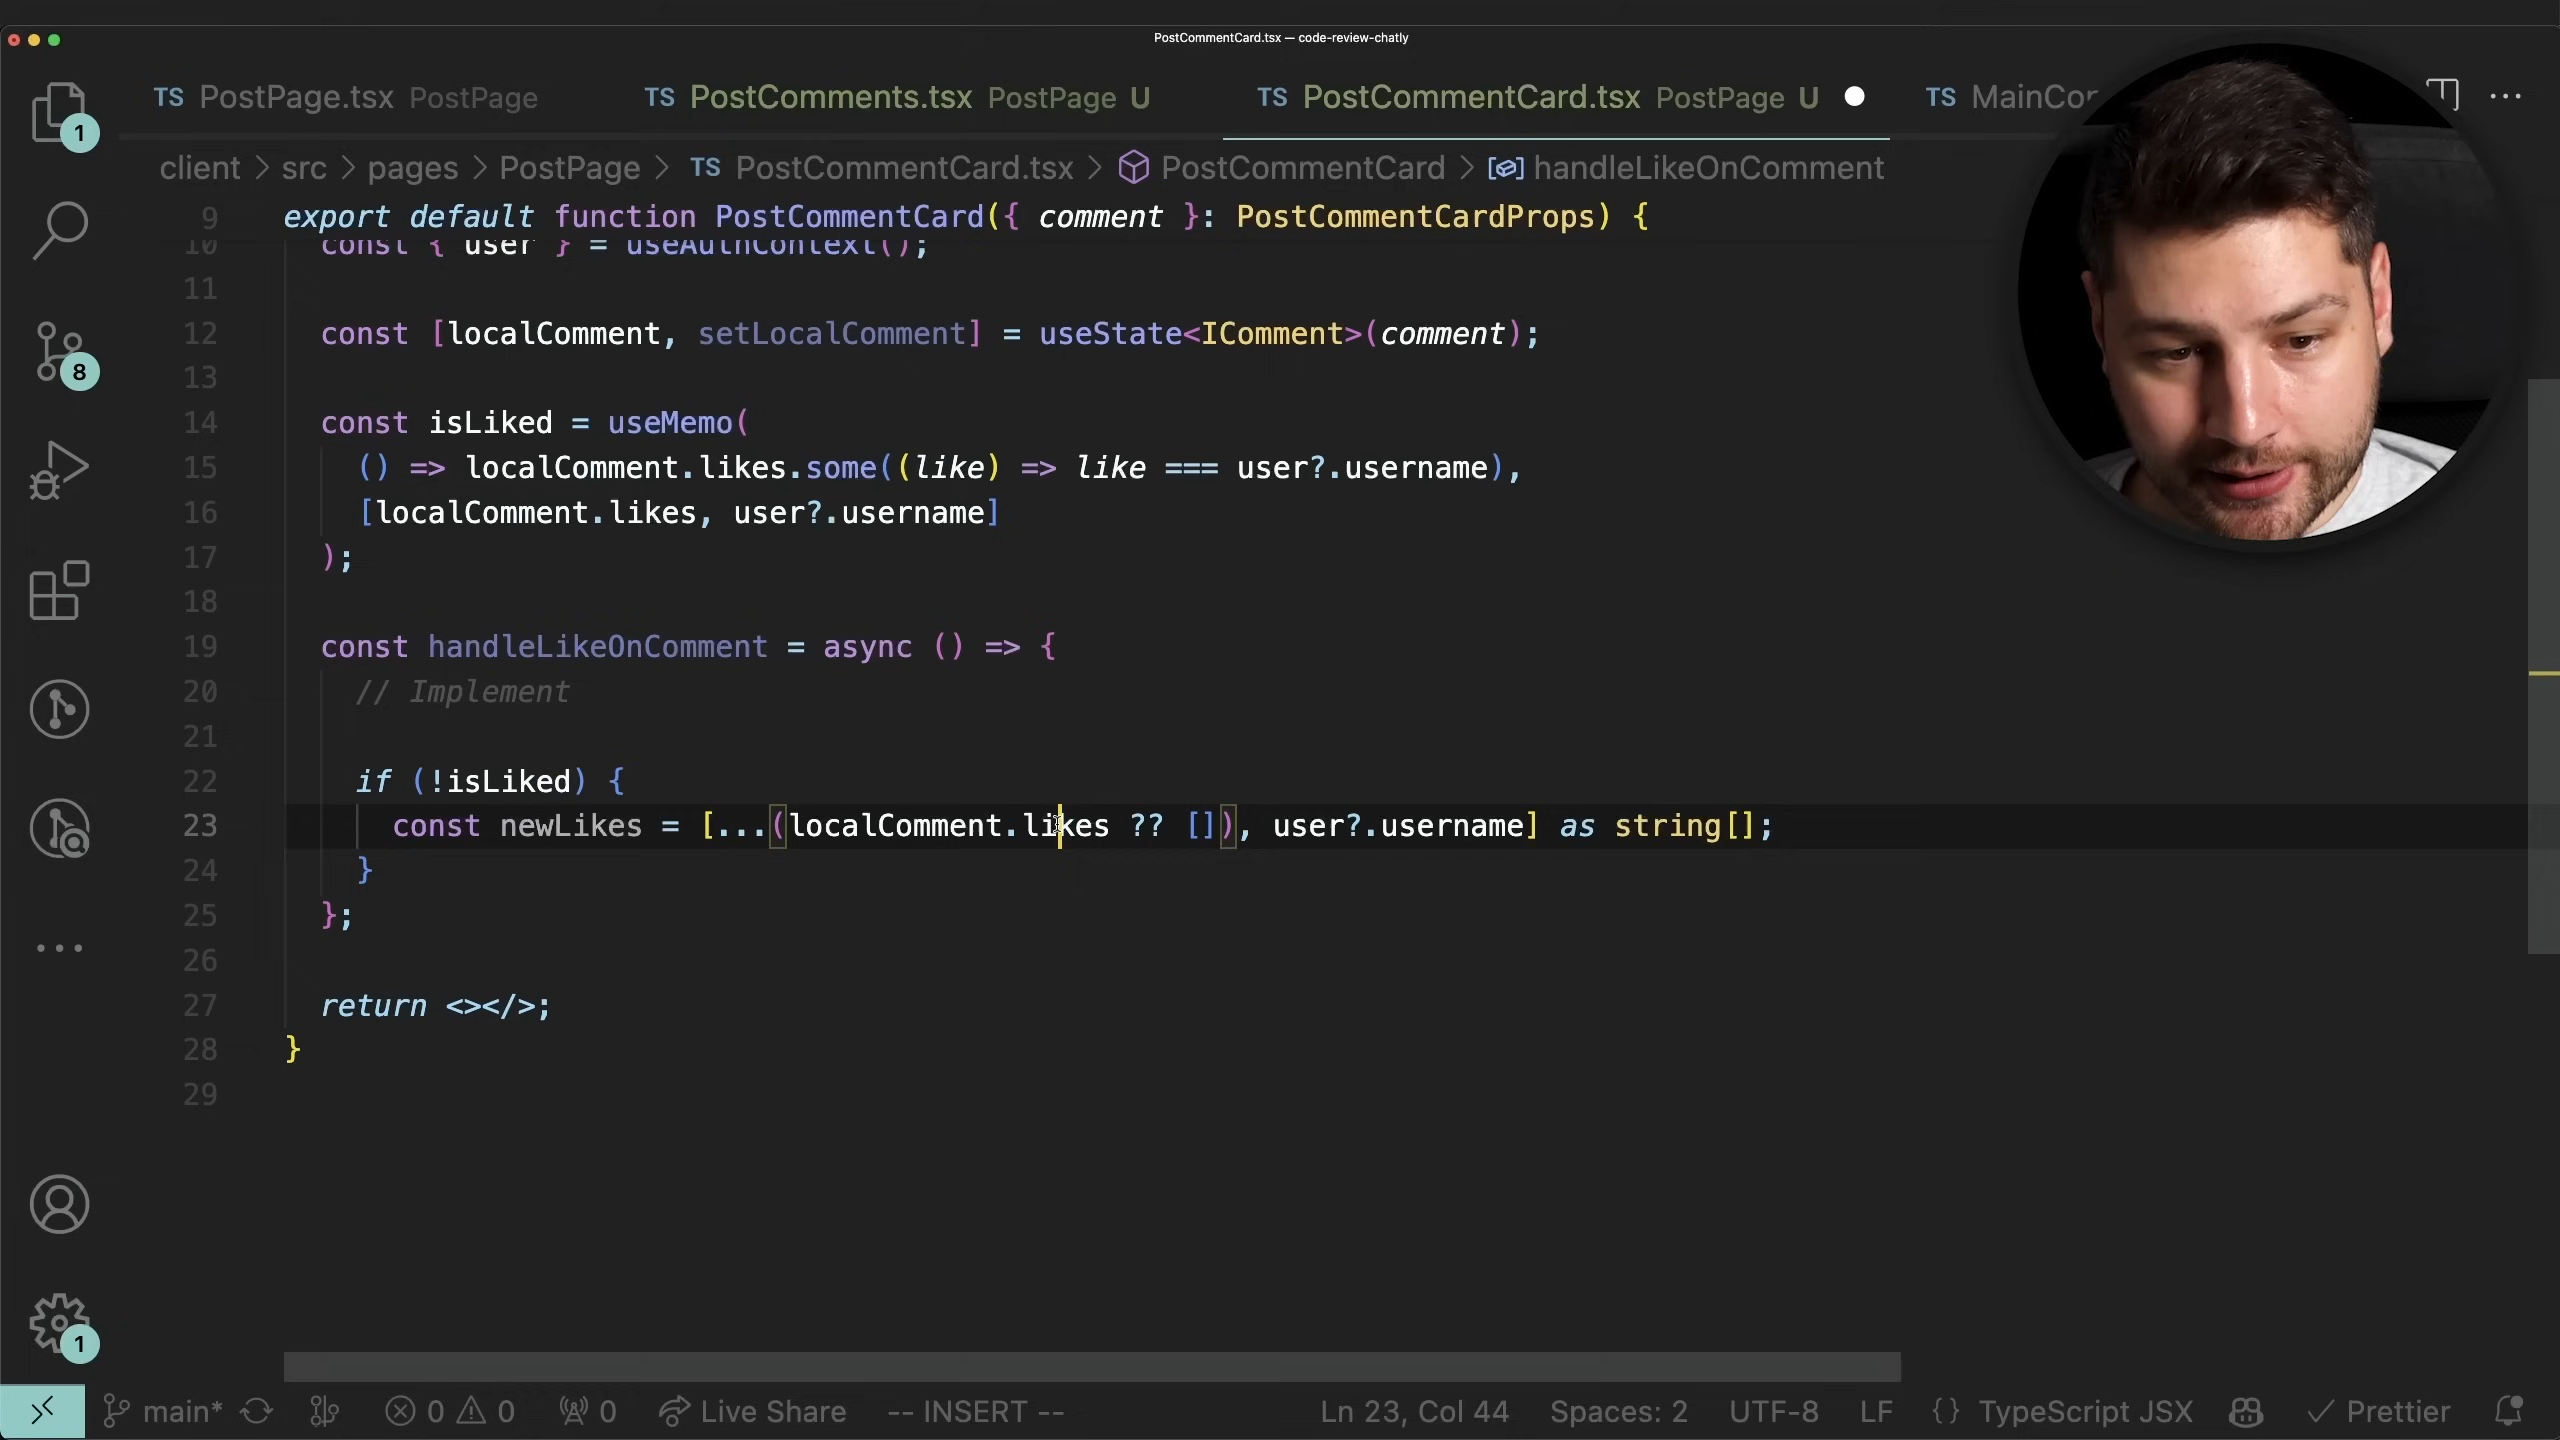 PostCommentCard.tsx — code-review-chatly
TS PostPage.tsx PostPage TS PostComments.tsx PostPage U TS PostCommentCard.tsx PostPage U TS
client > src > pages > PostPage > TS PostCommentCard.tsx > PostCommentCard > handleLikeOnComment
9 export default function PostCommentCard({ comment }: PostCommentCardProps) {
10 const { user } = useAuthContext();
11
12 const [localComment, setLocalComment] = useState<IComment>(comment);
13
14 const isLiked = useMemo(
15 () => localComment.likes.some((like) => like === user?.username),
16 [localComment.likes, user?.username]
17 );
18
19 const handleLikeOnComment = async () => {
20 // Implement
21
22 if (!isLiked) {
23 const newLikes = [...(localComment.likes ?? []), user?.username] as string[];
24 }
25 };
26
27 return <></>;
28 }
29
1
8
1
main* 0 0 0 Live Share -- INSERT -- Ln 23, Col 44 Spaces: 2 UTF-8 LF {} TypeScript JSX Prettier